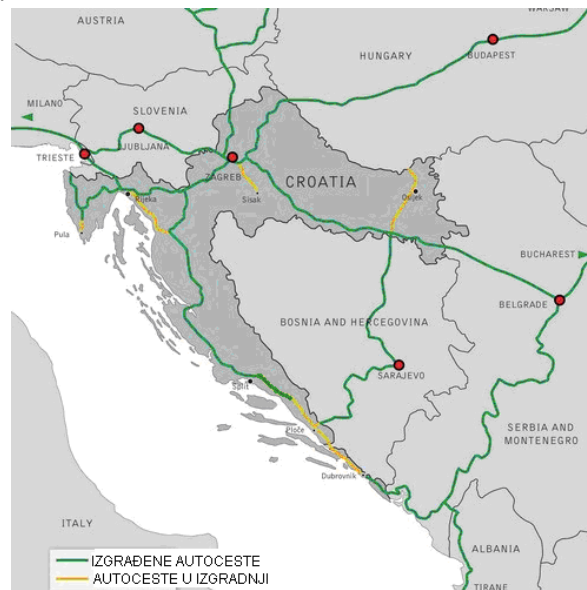 WARSAW
AUSTRIA
HUNGARY
BUDAPEST
MILANO
SLOVENIA
LJUBLJANA
TRIESTE
ZAGREB
CROATIA
Rijeka
Sisak
Osijek
Pula
BUCHAREST
BELGRADE
BOSNIA AND HERCEGOVINA
SARAJEVO
Split
SERBIA AND
MONTENEGRO
Ploče
Dubrovnik
ITALY
ALBANIA
IZGRAĐENE AUTOCESTE
AUTOCESTE U IZGRADNJI
TIRANE